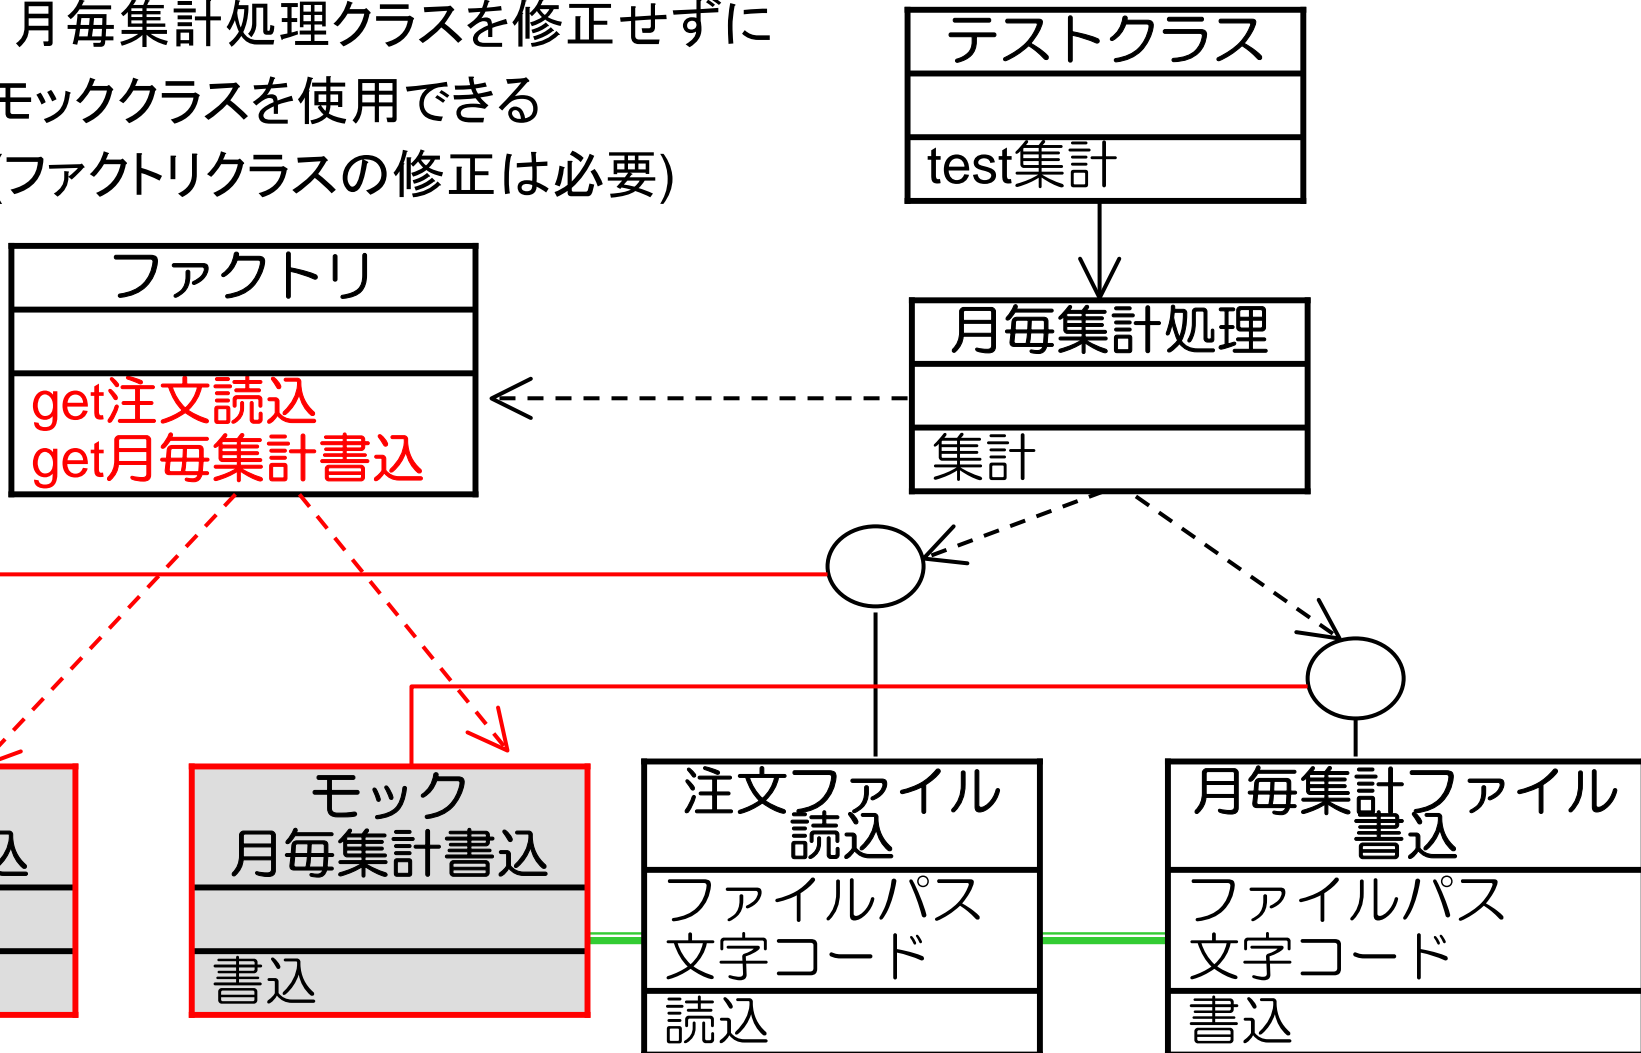 月毎集計処理クラスを修正せずに
モッククラスを使用できる
(ファクトリクラスの修正は必要)
テストクラス
test集計
ファクトリ
get注文読込
get月毎集計書込
月毎集計処理
集計
込
モック
月毎集計書込
書込
注文ファイル
読込
ファイルパス
文字コード
読込
月毎集計ファイル
書込
ファイルパス
文字コード
書込